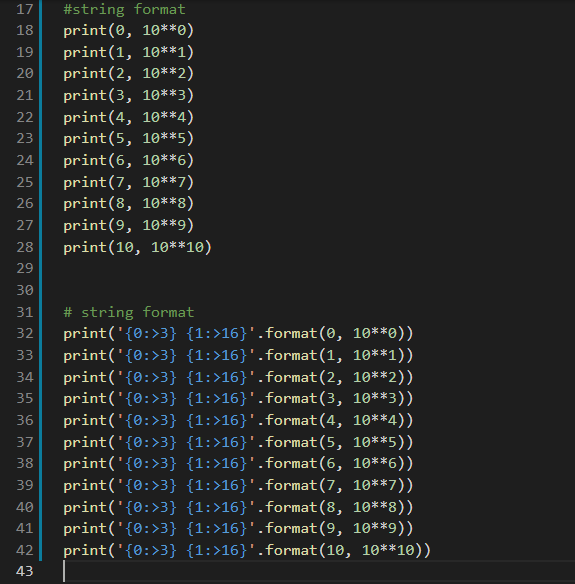 17 #string format
18 print(0, 10**0)
19 print(1, 10**1)
20 print(2, 10**2)
21 print(3, 10**3)
22 print(4, 10**4)
23 print(5, 10**5)
24 print(6, 10**6)
25 print(7, 10**7)
26 print(8, 10**8)
27 print(9, 10**9)
28 print(10, 10**10)
29
30
31 # string format
32 print('{0:>3} {1:>16}'.format(0, 10**0))
33 print('{0:>3} {1:>16}'.format(1, 10**1))
34 print('{0:>3} {1:>16}'.format(2, 10**2))
35 print('{0:>3} {1:>16}'.format(3, 10**3))
36 print('{0:>3} {1:>16}'.format(4, 10**4))
37 print('{0:>3} {1:>16}'.format(5, 10**5))
38 print('{0:>3} {1:>16}'.format(6, 10**6))
39 print('{0:>3} {1:>16}'.format(7, 10**7))
40 print('{0:>3} {1:>16}'.format(8, 10**8))
41 print('{0:>3} {1:>16}'.format(9, 10**9))
42 print('{0:>3} {1:>16}'.format(10, 10**10))
43